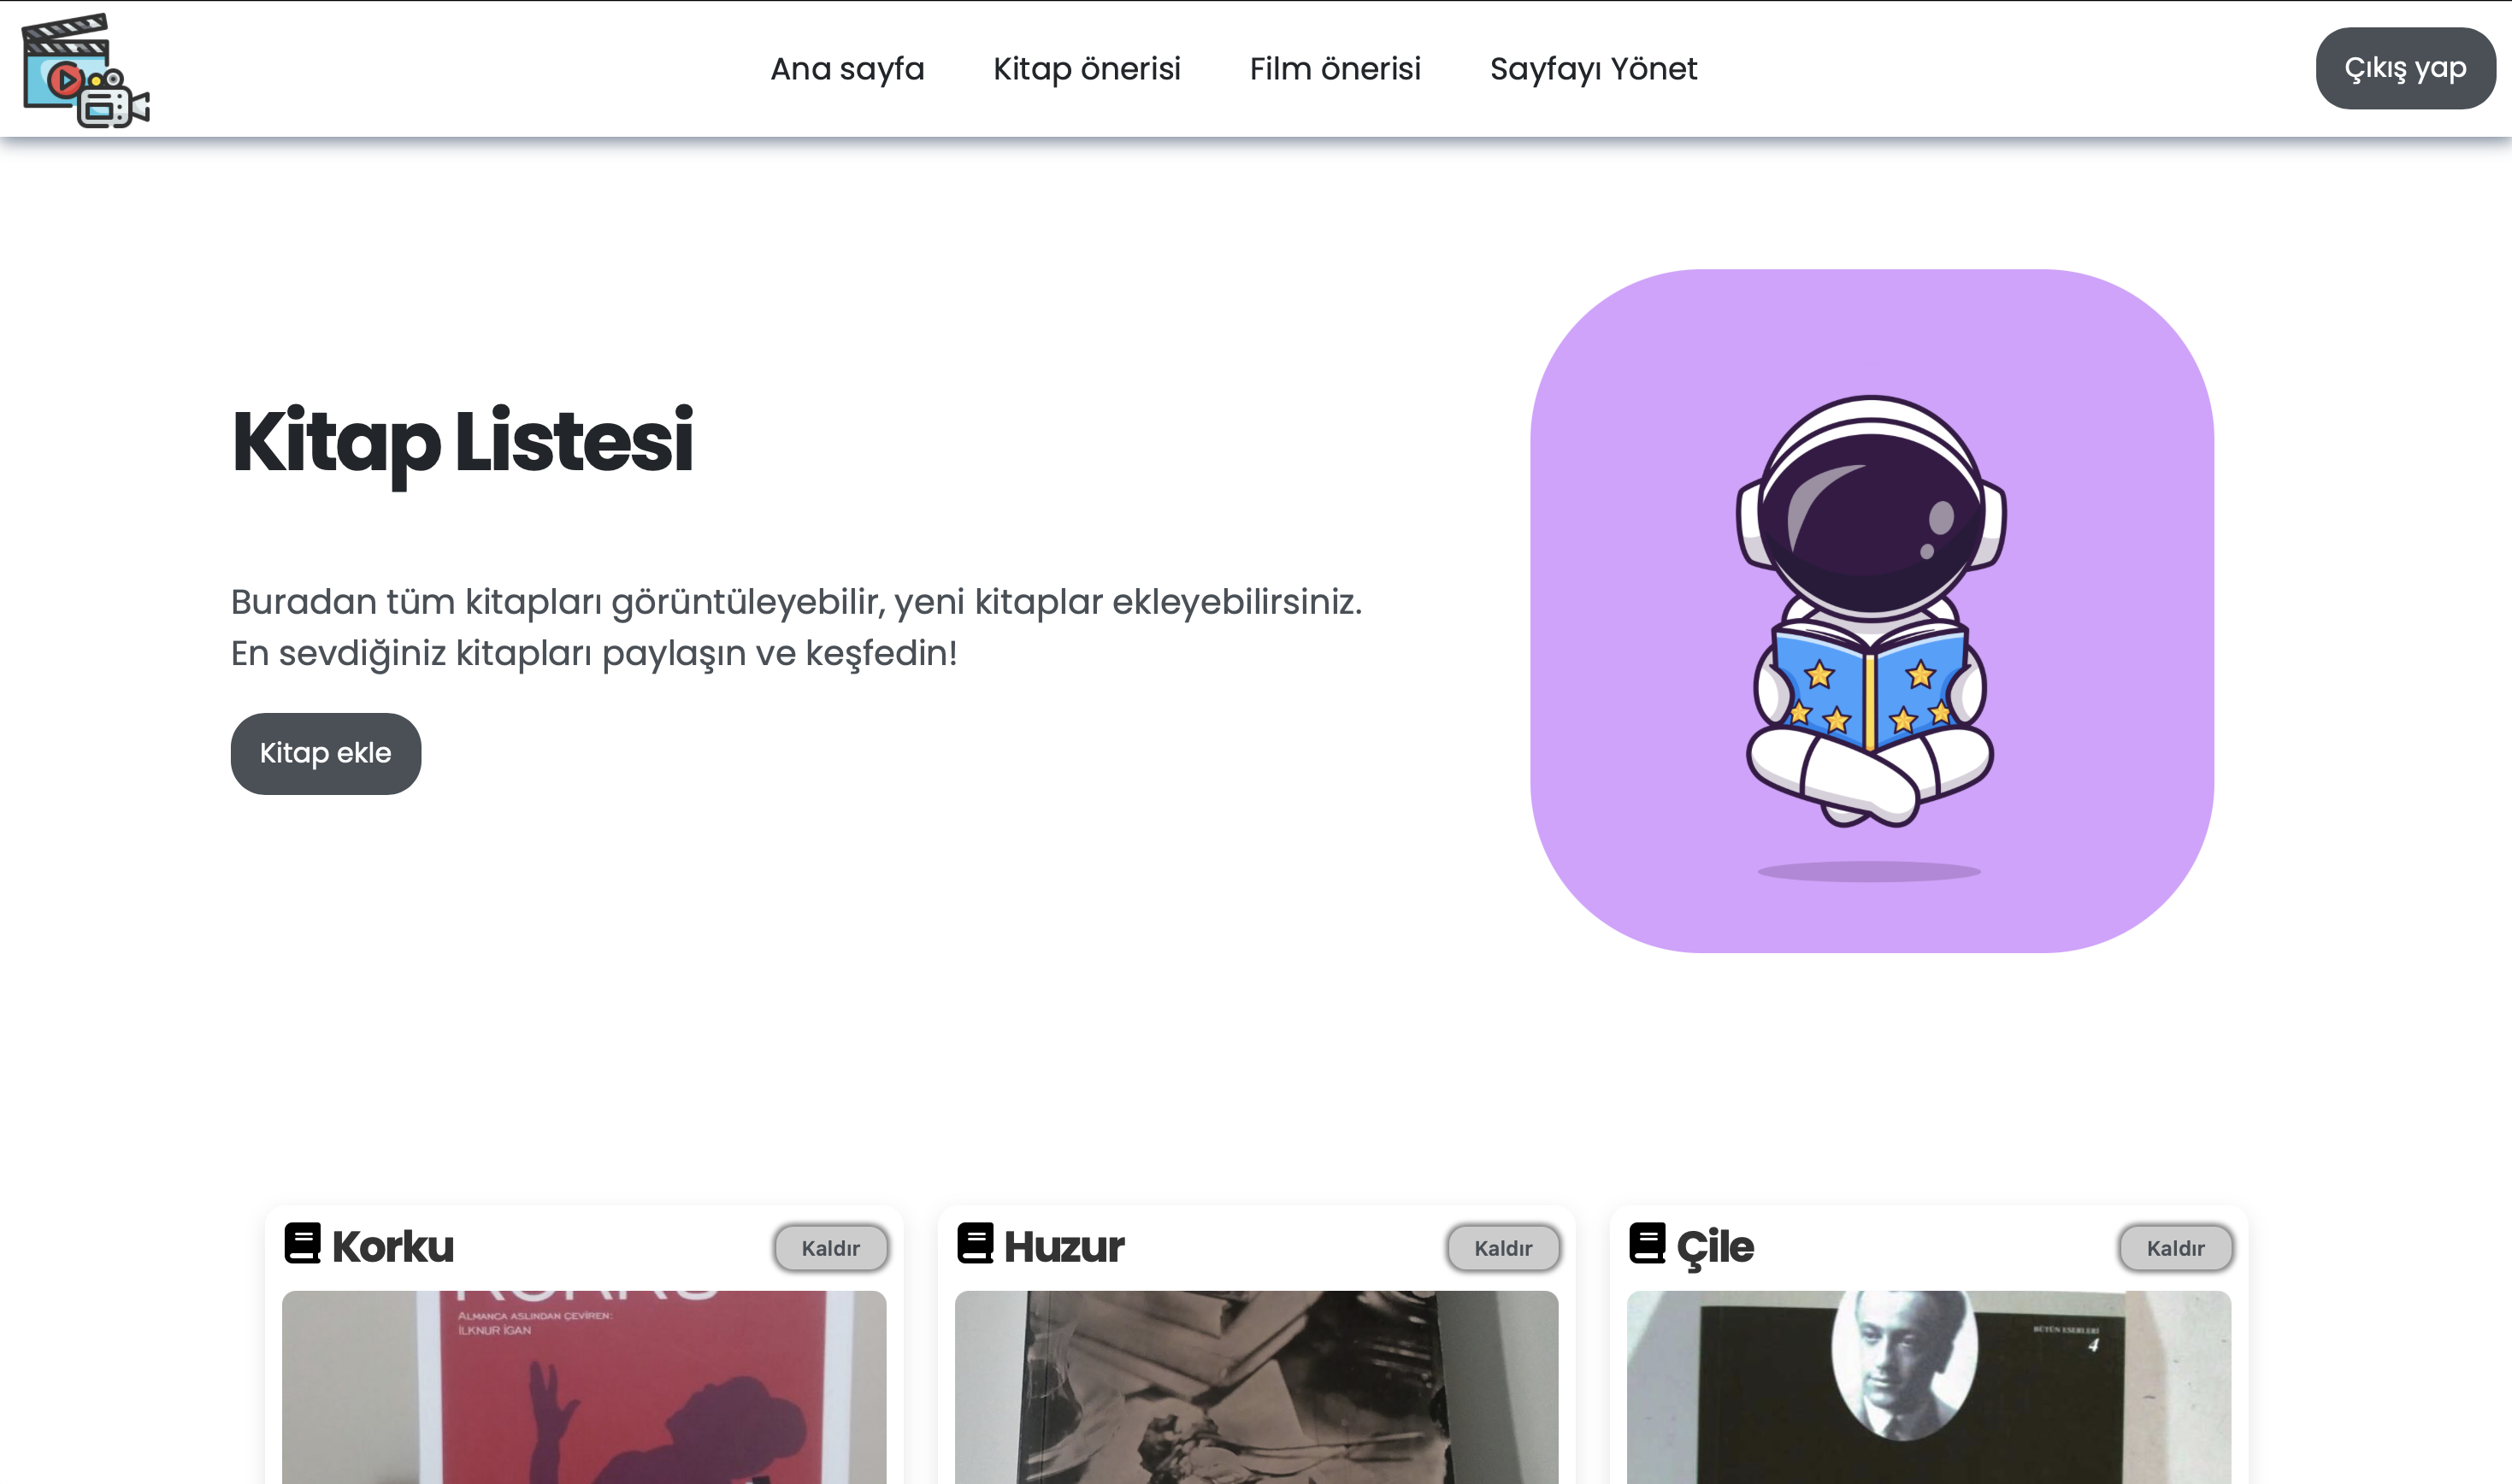 Ana sayfa
Kitap önerisi
Film önerisi
Sayfayı Yönet
Çıkış yap
Kitap Listesi
Buradan tüm kitapları görüntüleyebilir, yeni kitaplar ekleyebilirsiniz.
En sevdiğiniz kitapları paylaşın ve keşfedin!
Kitap ekle
Korku
Kaldır
Huzur
Kaldır
Çile
Kaldır
KORKU
ALMANCA ASLINDAN ÇEVİREN:
İLKNUR İGAN
BÜTÜN ESERLERİ
4